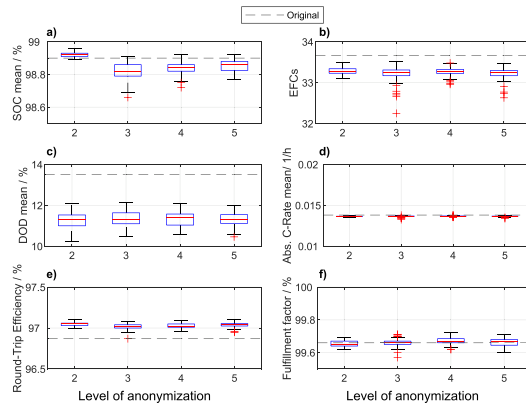 Original
a)
99
98.8
98.6
SOC mean / %
2 3 4 5
b)
34
33
32
EFCs
2 3 4 5
c)
14
12
10
DOD mean / %
2 3 4 5
d)
0.02
0.015
0.01
Abs. C-Rate mean/ 1/h
2 3 4 5
e)
97.5
97
96.5
Round-Trip Efficiency / %
2 3 4 5
Level of anonymization
f)
100
99.6
Fulfillment factor / %
2 3 4 5
Level of anonymization